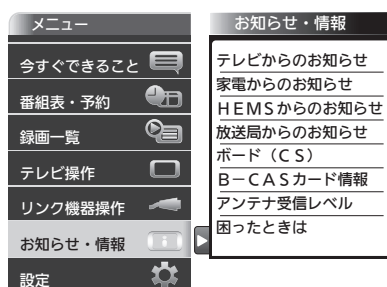 メニュー
今すぐできること
番組表・予約
録画一覧
テレビ操作
リンク機器操作
お知らせ・情報
設定
お知らせ・情報
テレビからのお知らせ
家電からのお知らせ
ＨＥＭＳからのお知らせ
放送局からのお知らせ
ボード（ＣＳ）
Ｂ－ＣＡＳカード情報
アンテナ受信レベル
困ったときは